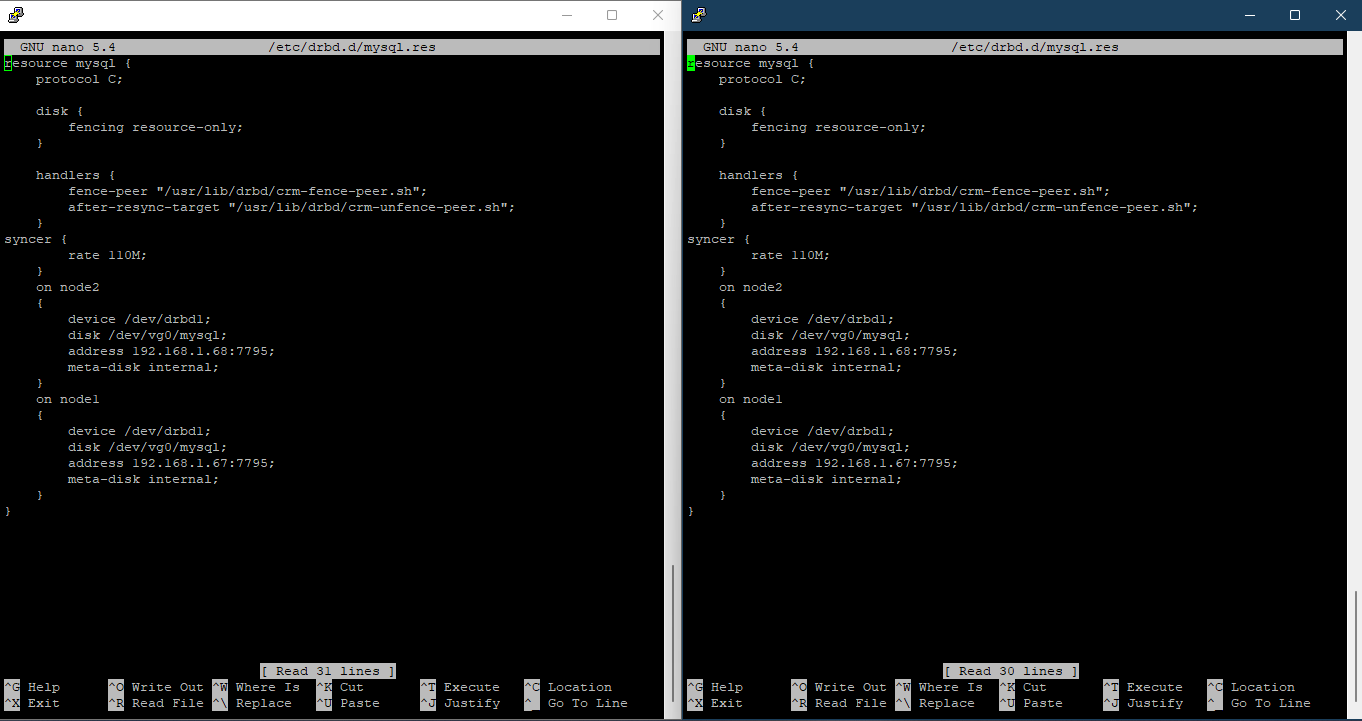 GNU nano 5.4 /etc/drbd.d/mysql.res
resource mysql {
protocol C;
disk {
fencing resource-only;
}
handlers {
fence-peer "/usr/lib/drbd/crm-fence-peer.sh";
after-resync-target "/usr/lib/drbd/crm-unfence-peer.sh";
}
syncer {
rate 110M;
}
on node2
{
device /dev/drbd1;
disk /dev/vg0/mysql;
address 192.168.1.68:7795;
meta-disk internal;
}
on node1
{
device /dev/drbd1;
disk /dev/vg0/mysql;
address 192.168.1.67:7795;
meta-disk internal;
}
}
[ Read 31 lines ]
^G Help ^O Write Out ^W Where Is ^K Cut ^T Execute ^C Location
^X Exit ^R Read File ^\ Replace ^U Paste ^J Justify ^_ Go To Line
GNU nano 5.4 /etc/drbd.d/mysql.res
resource mysql {
protocol C;
disk {
fencing resource-only;
}
handlers {
fence-peer "/usr/lib/drbd/crm-fence-peer.sh";
after-resync-target "/usr/lib/drbd/crm-unfence-peer.sh";
}
syncer {
rate 110M;
}
on node2
{
device /dev/drbd1;
disk /dev/vg0/mysql;
address 192.168.1.68:7795;
meta-disk internal;
}
on node1
{
device /dev/drbd1;
disk /dev/vg0/mysql;
address 192.168.1.67:7795;
meta-disk internal;
}
}
[ Read 30 lines ]
^G Help ^O Write Out ^W Where Is ^K Cut ^T Execute ^C Location
^X Exit ^R Read File ^\ Replace ^U Paste ^J Justify ^_ Go To Line